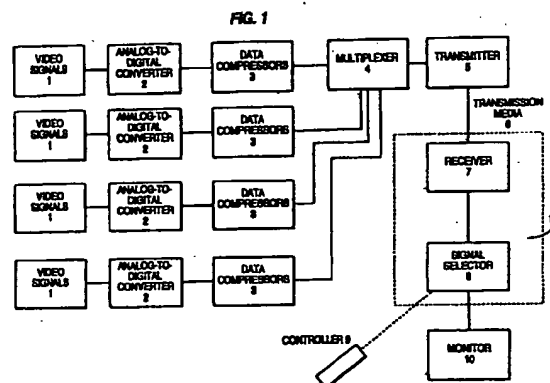 FIG. 1
VIDEO
SIGNALS
1
ANALOG-TO-
DIGITAL
CONVERTER
2
DATA
COMPRESSORS
3
MULTIPLEXER
4
TRANSMITTER
5
VIDEO
SIGNALS
1
ANALOG-TO-
DIGITAL
CONVERTER
2
DATA
COMPRESSORS
3
TRANSMISSION
MEDIA
6
RECEIVER
7
VIDEO
SIGNALS
1
ANALOG-TO-
DIGITAL
CONVERTER
2
DATA
COMPRESSORS
3
VIDEO
SIGNALS
1
ANALOG-TO-
DIGITAL
CONVERTER
2
DATA
COMPRESSORS
3
SIGNAL
SELECTOR
8
CONTROLLER 9
MONITOR
10